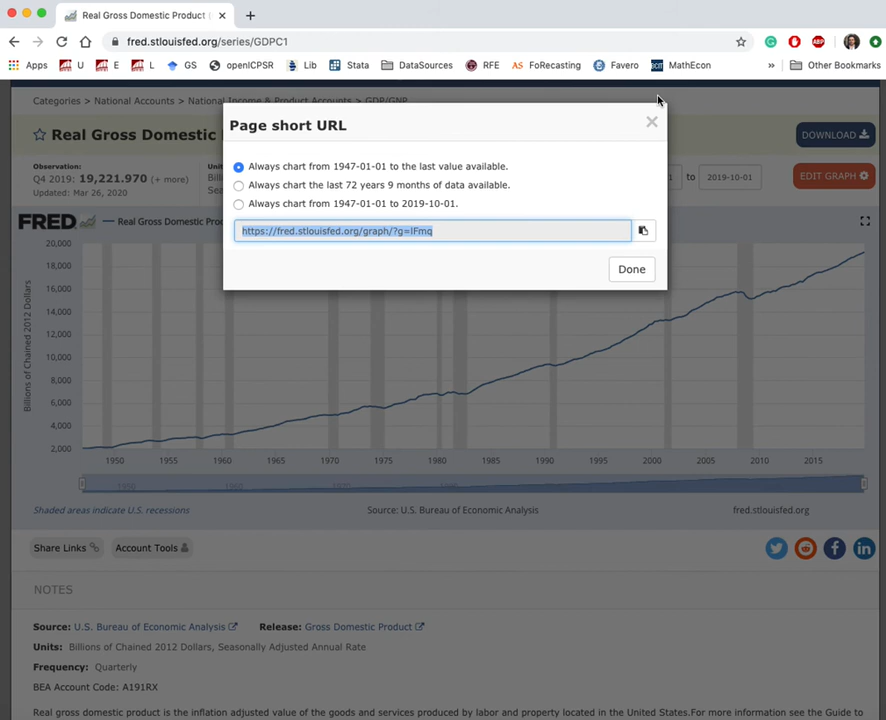 Real Gross Domestic Product (
fred.stlouisfed.org/series/GDPC1
ABP
Apps U E L GS openICPSR Lib Stata DataSources RFE AS FoRecasting Favero BCIT MathEcon » Other Bookmarks
Categories > National Accounts > National Income & Product Accounts > GDP/GNP
Page short URL
×
Real Gross Domestic
DOWNLOAD
Observation:
Q4 2019: 19,221.970 (+ more)
Updated: Mar 26, 2020
1 to 2019-10-01
EDIT GRAPH
Always chart from 1947-01-01 to the last value available.
Always chart the last 72 years 9 months of data available.
Always chart from 1947-01-01 to 2019-10-01.
https://fred.stlouisfed.org/graph/?g=lFmq
Done
FRED — Real Gross Domestic Pro
Billions of Chained 2012 Dollars
20,000
18,000
16,000
14,000
12,000
10,000
8,000
6,000
4,000
2,000
1950 1955 1960 1965 1970 1975 1980 1985 1990 1995 2000 2005 2010 2015
Shaded areas indicate U.S. recessions
Source: U.S. Bureau of Economic Analysis
fred.stlouisfed.org
Share Links Account Tools
NOTES
Source: U.S. Bureau of Economic Analysis Release: Gross Domestic Product
Units: Billions of Chained 2012 Dollars, Seasonally Adjusted Annual Rate
Frequency: Quarterly
BEA Account Code: A191RX
Real gross domestic product is the inflation adjusted value of the goods and services produced by labor and property located in the United States.For more information see the Guide to